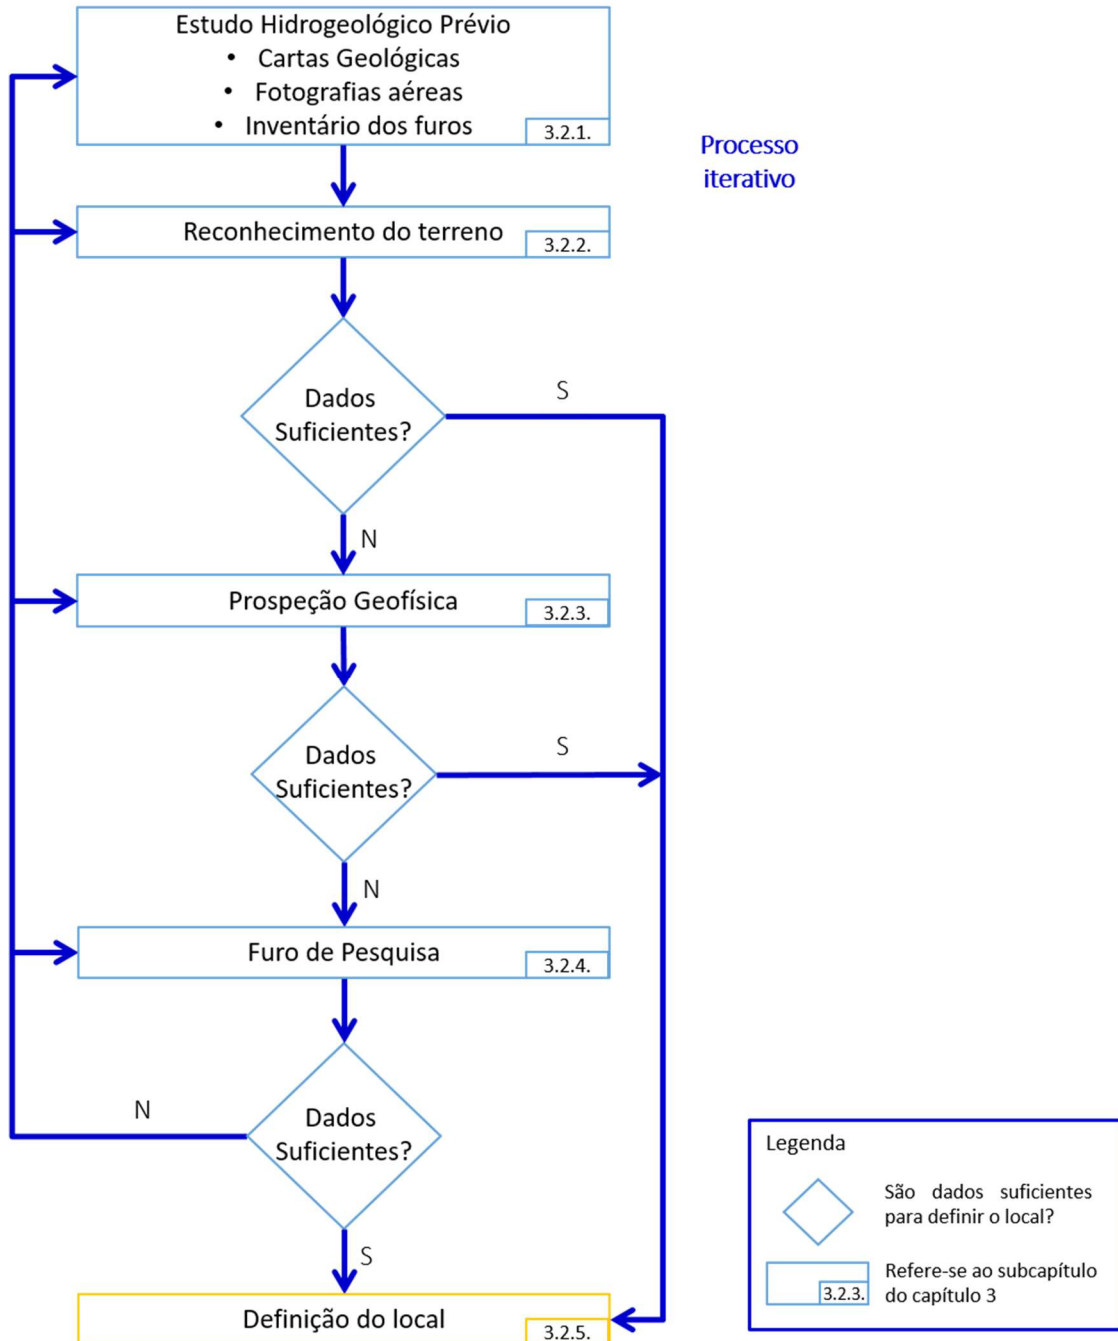 Estudo Hidrogeológico Prévio
• Cartas Geológicas
• Fotografias aéreas
• Inventário dos furos
3.2.1.
Processo
iterativo
Reconhecimento do terreno
3.2.2.
Dados
Suficientes?
S
N
Prospeção Geofísica
3.2.3.
Dados
Suficientes?
S
N
Furo de Pesquisa
3.2.4.
Dados
Suficientes?
N
S
Definição do local
3.2.5.
Legenda
São dados suficientes
para definir o local?
Refere-se ao subcapítulo
do capítulo 3
3.2.3.